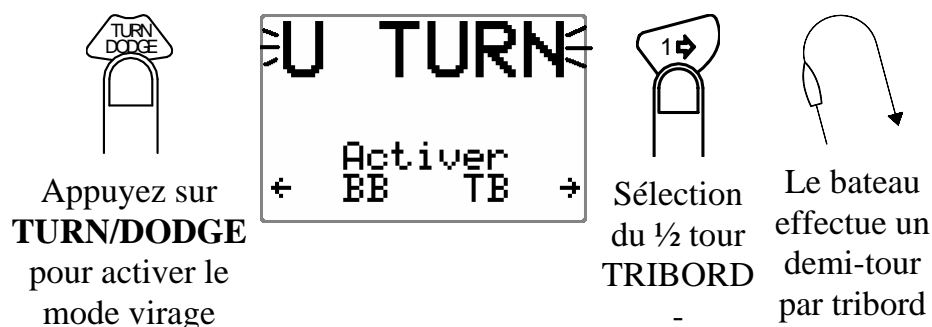 TURN
DODGE
Appuyez sur
TURN/DODGE
pour activer le
mode virage
U TURN
Activer
← BB TB →
1
Sélection
du ½ tour
TRIBORD
-
Le bateau
effectue un
demi-tour
par tribord